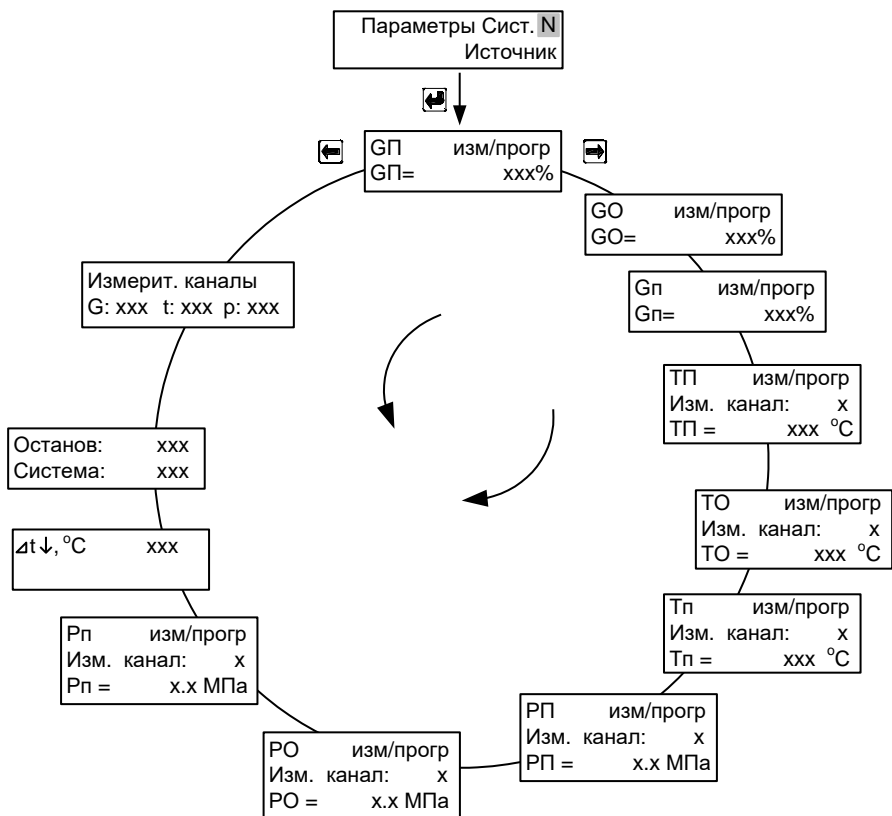 Параметры Сист. N
Источник
GП изм/прогр
GП= xxx%
GО изм/прогр
GО= xxx%
Gп изм/прогр
Gп= xxx%
ТП изм/прогр
Изм. канал: x
ТП = xxx °C
ТО изм/прогр
Изм. канал: x
ТО = xxx °C
Тп изм/прогр
Изм. канал: x
Тп = xxx °C
РП изм/прогр
Изм. канал: x
РП = x.x МПа
РО изм/прогр
Изм. канал: x
РО = x.x МПа
Рп изм/прогр
Изм. канал: x
Рп = x.x МПа
⊿t↓, °C xxx
Останов: xxx
Система: xxx
Измерит. каналы
G: xxx t: xxx p: xxx